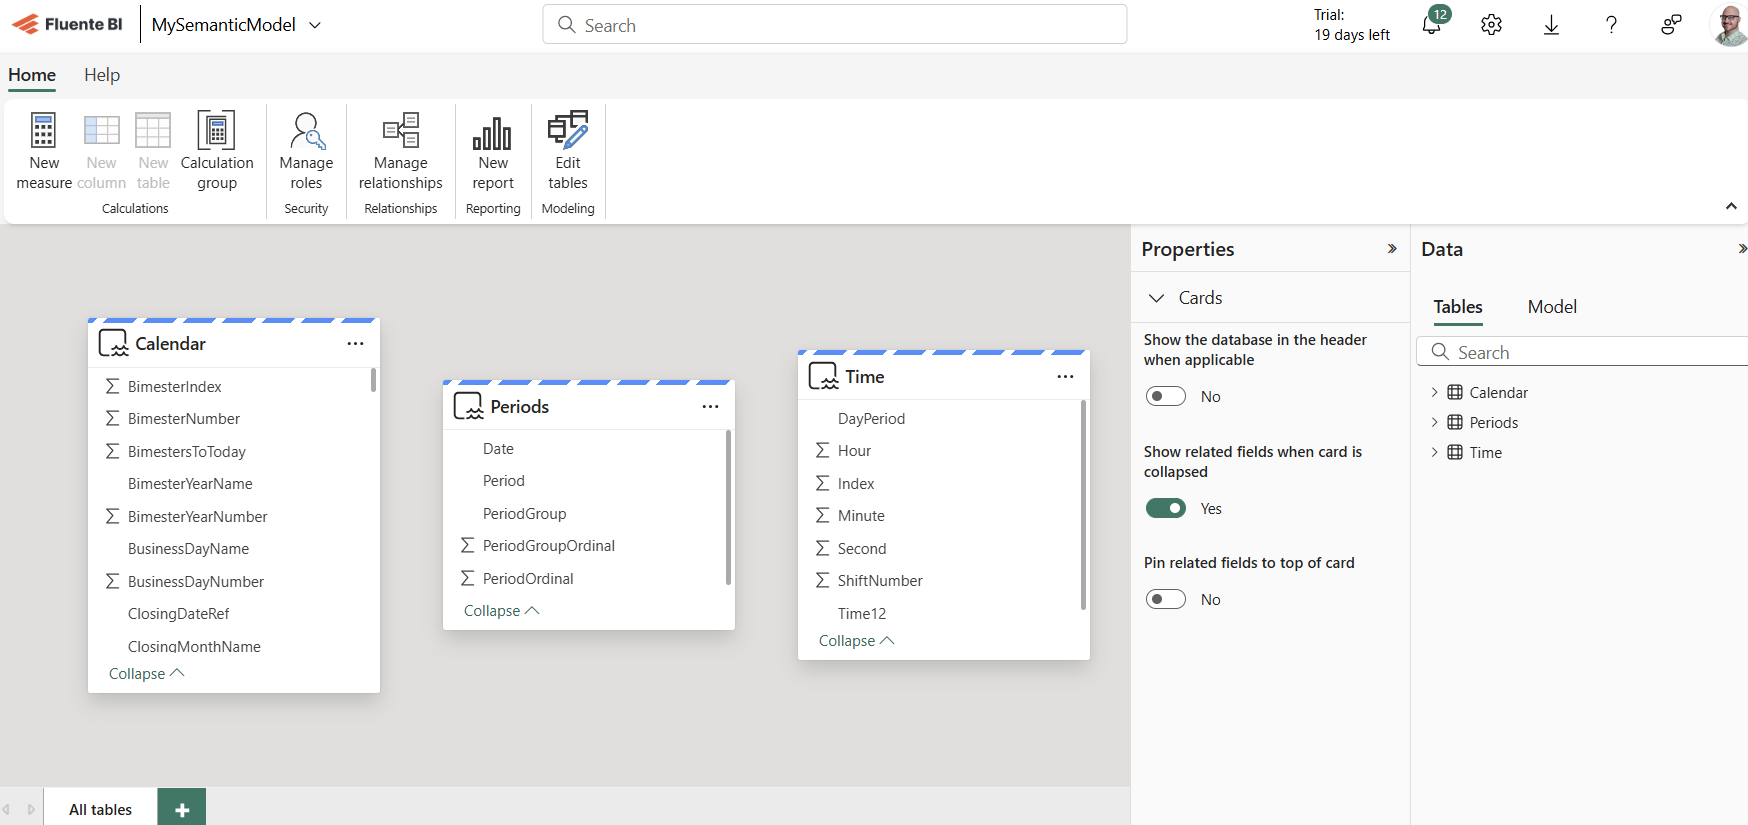 Fluente BI
MySemanticModel
Search
Trial:
19 days left
12
Home
Help
New
measure
New
column
New
table
Calculation
group
Calculations
Manage
roles
Security
Manage
relationships
Relationships
New
report
Reporting
Edit
tables
Modeling
Calendar
BimesterIndex
BimesterNumber
BimestersToToday
BimesterYearName
BimesterYearNumber
BusinessDayName
BusinessDayNumber
ClosingDateRef
ClosingMonthName
Collapse
Periods
Date
Period
PeriodGroup
PeriodGroupOrdinal
PeriodOrdinal
Collapse
Time
DayPeriod
Hour
Index
Minute
Second
ShiftNumber
Time12
Collapse
Properties
Cards
Show the database in the header
when applicable
No
Show related fields when card is
collapsed
Yes
Pin related fields to top of card
No
Data
Tables
Model
Search
Calendar
Periods
Time
All tables